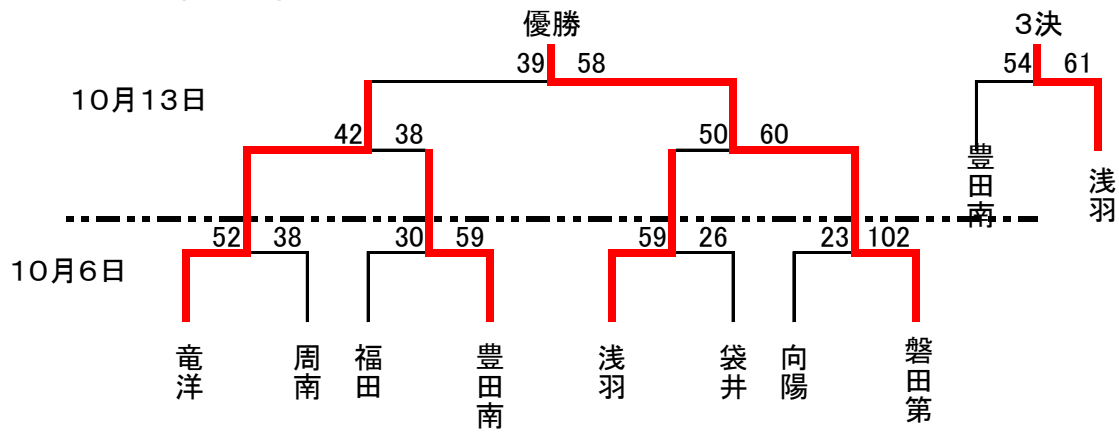 優勝
3決
39 58
54 61
10月13日
42 38
50 60
豊田南
浅羽
52 38
30 59
59 26
23 102
10月6日
竜洋
周南
福田
豊田南
浅羽
袋井
向陽
磐田第